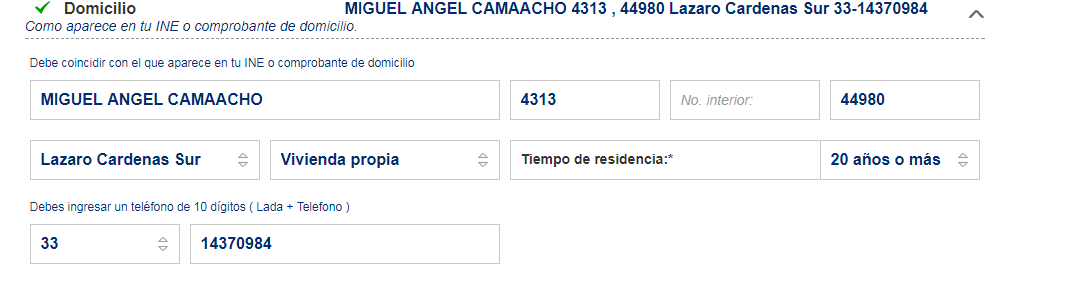 Domicilio MIGUEL ANGEL CAMAACHO 4313 , 44980 Lazaro Cardenas Sur 33-14370984
Como aparece en tu INE o comprobante de domicilio.
Debe coincidir con el que aparece en tu INE o comprobante de domicilio
MIGUEL ANGEL CAMAACHO 4313 No. interior: 44980
Lazaro Cardenas Sur Vivienda propia Tiempo de residencia:* 20 años o más
Debes ingresar un teléfono de 10 dígitos ( Lada + Telefono )
33 14370984